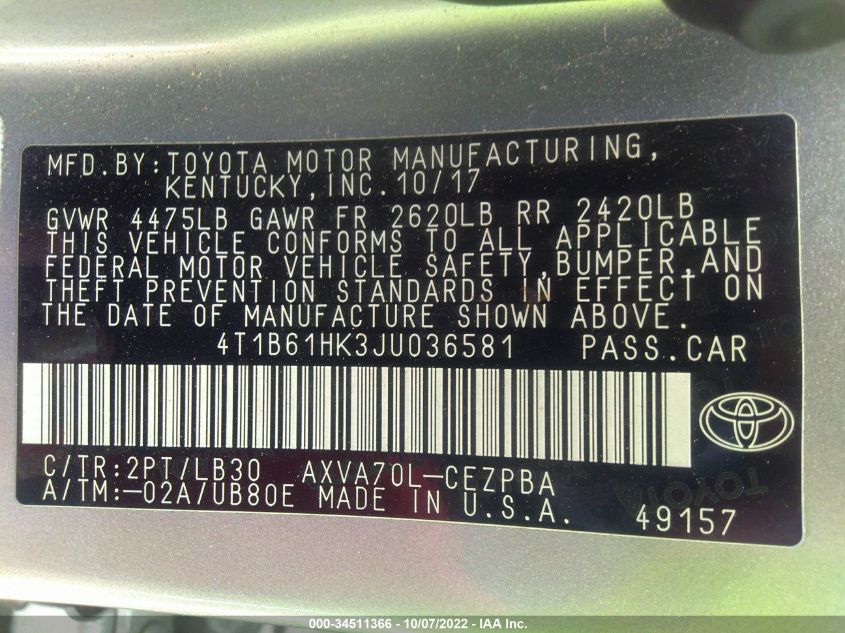 MFD.BY:TOYOTA MOTOR MANUFACTURING,
KENTUCKY,INC.10/17
GVWR 4475LB GAWR FR 2620LB RR 2420LB
THIS VEHICLE CONFORMS TO ALL APPLICABLE
FEDERAL MOTOR VEHICLE SAFETY,BUMPER,AND
THEFT PREVENTION STANDARDS IN EFFECT ON
THE DATE OF MANUFACTURE SHOWN ABOVE.
4T1B61HK3JU036581 PASS.CAR
C/TR:2PT/LB30 AXVA70L-CEZPBA
A/TM:-02A/UB80E MADE IN U.S.A.
49157
TOYOTA
000-34511366 - 10/07/2022 - IAA Inc.